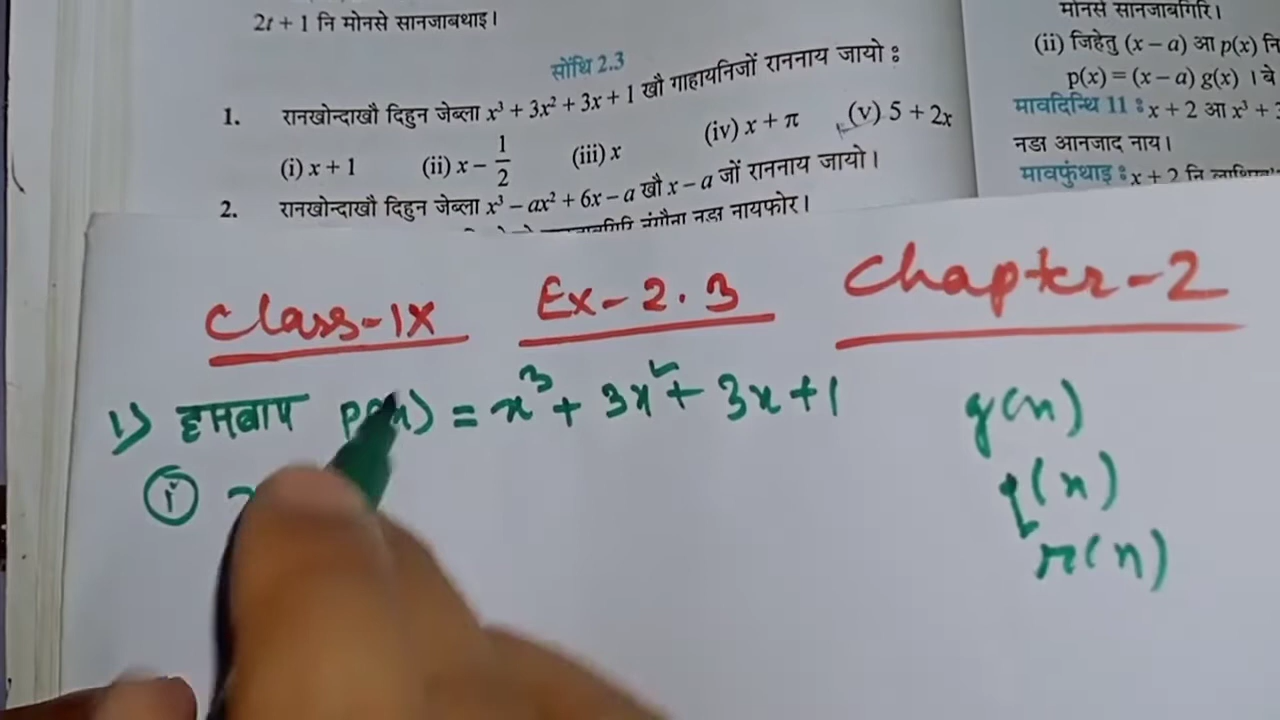 2t + 1 नि मोनसे सानजाबथाइ।
सोंथि 2.3
1. रानखोन्दाखौ दिहुन जेब्ला x³ + 3x² + 3x + 1 खौ गाहायनिजों राननाय जायो :
(i) x + 1 (ii) x − 1/2 (iii) x (iv) x + π (v) 5 + 2x
2. रानखोन्दाखौ दिहुन जेब्ला x³ − ax² + 6x − a खौ x − a जों राननाय जायो।
नंगौना नङा नायफोर।
मोनसे सानजाबगिरि।
(ii) जिहेतु (x − a) आ p(x) नि
p(x) = (x − a) g(x) । बे
मावदिन्थि 11 : x + 2 आ x³ +
नङा आनजाद नाय।
मावफुंथाइ : x + 2 नि
Class-IX Ex-2.3 Chapter-2
1) p(x) = x³ + 3x² + 3x + 1
(i)
g(x)
q(x)
r(x)